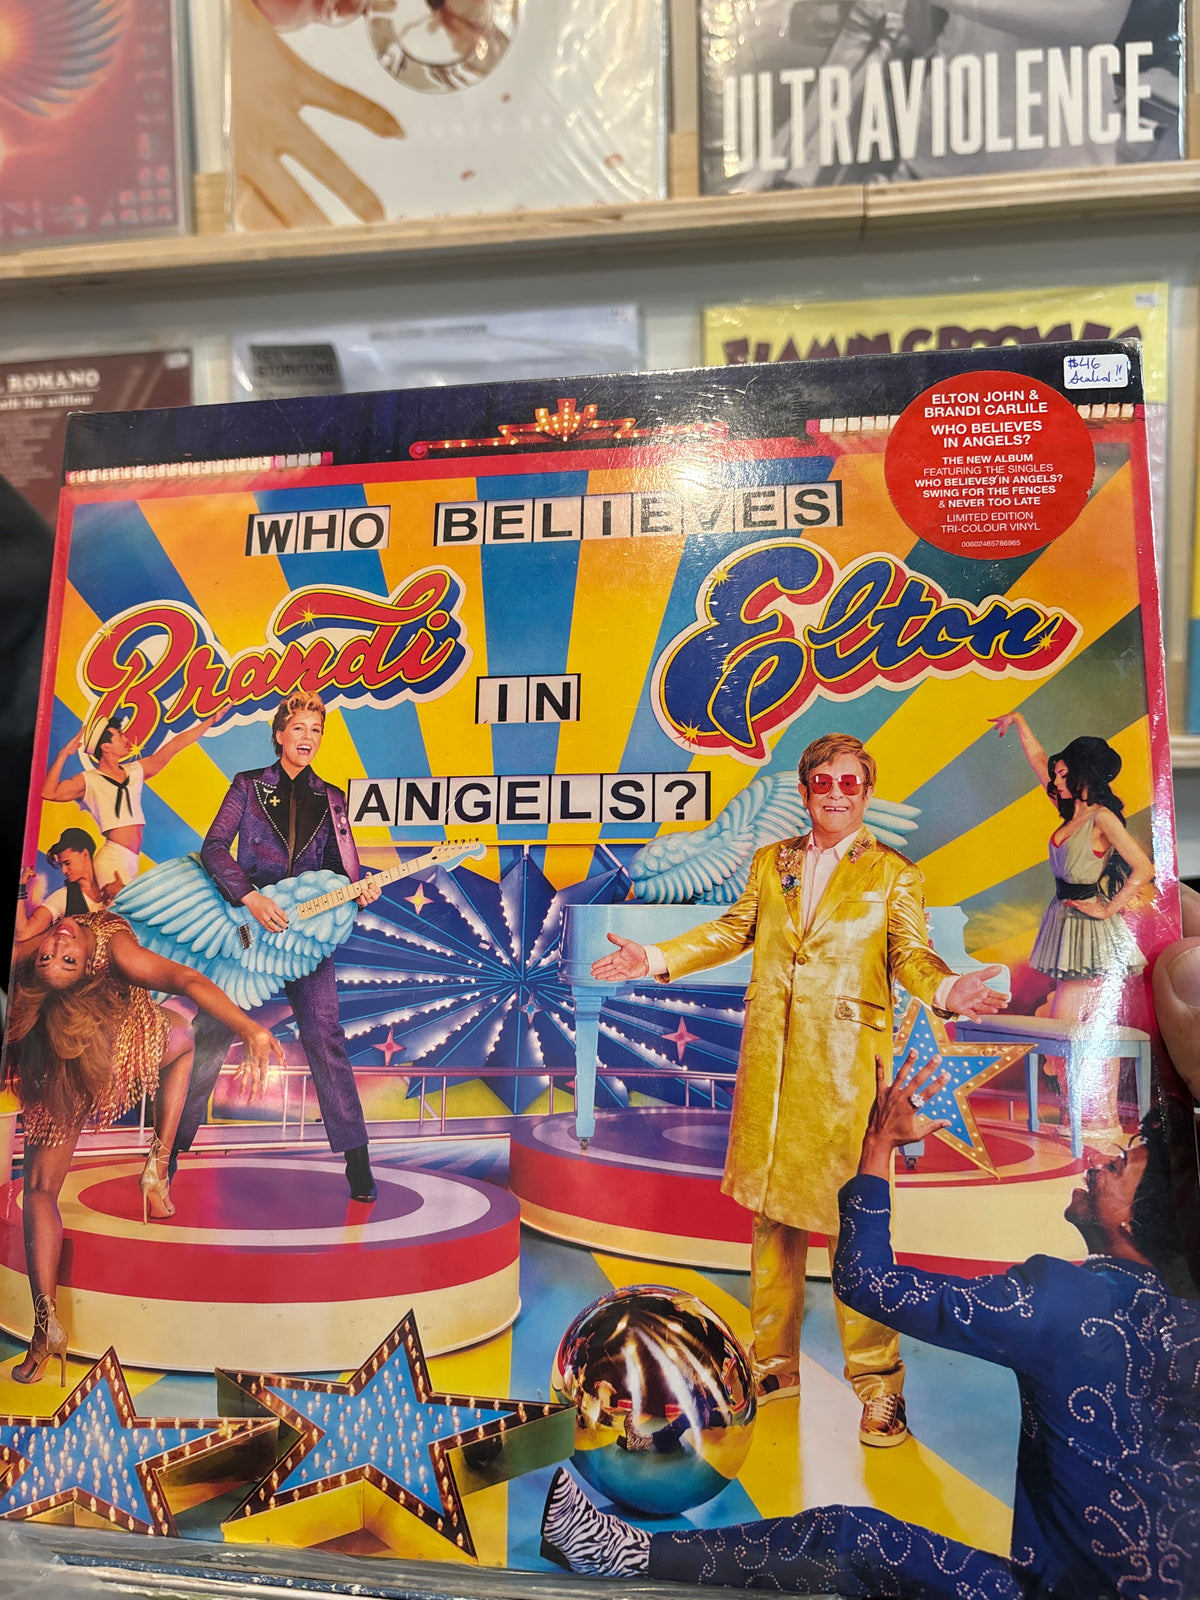 ULTRAVIOLENCE
ROMANO
$46
Sealed!!
ELTON JOHN &
BRANDI CARLILE
WHO BELIEVES
IN ANGELS?
THE NEW ALBUM
FEATURING THE SINGLES
WHO BELIEVES IN ANGELS?
SWING FOR THE FENCES
& NEVER TOO LATE
LIMITED EDITION
TRI-COLOUR VINYL
00602465786965
WHO BELIEVES
Brandi Elton
IN
ANGELS?